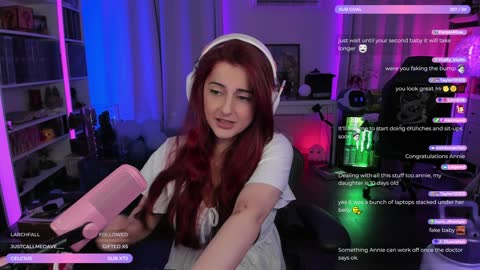 SUB GOAL
just wait until your second baby it will take
longer
were you faking the bump
you look great
It'll
me to start doing crunches and sit-ups
soon
Congratulations Annie
Dealing with all this stuff too annie, my
daughter is 10 days old
yes it was a bunch of laptops stacked under
her belly
fake baby
Something Annie can work off once the doctor
says ok.
LARCHFALL FOLLOWED
JUSTCALLMEDAVE... GIFTED X5
CELCIUS SUB X72